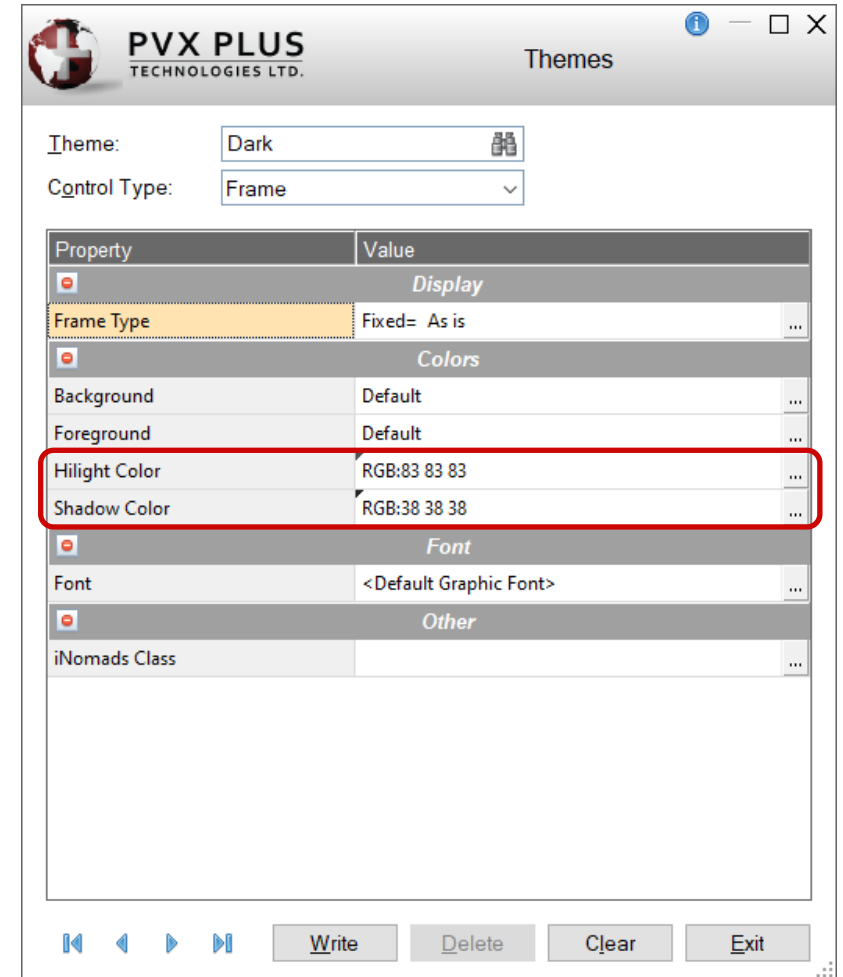 PVX PLUS
TECHNOLOGIES LTD.
Themes
Theme: Dark
Control Type: Frame
Property Value
Display
Frame Type Fixed= As is ...
Colors
Background Default ...
Foreground Default ...
Hilight Color RGB:83 83 83 ...
Shadow Color RGB:38 38 38 ...
Font
Font <Default Graphic Font> ...
Other
iNomads Class ...
Write Delete Clear Exit